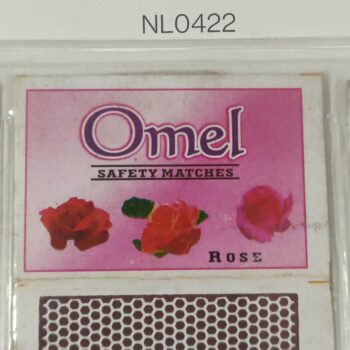 NL0422
Omel
SAFETY MATCHES
ROSE